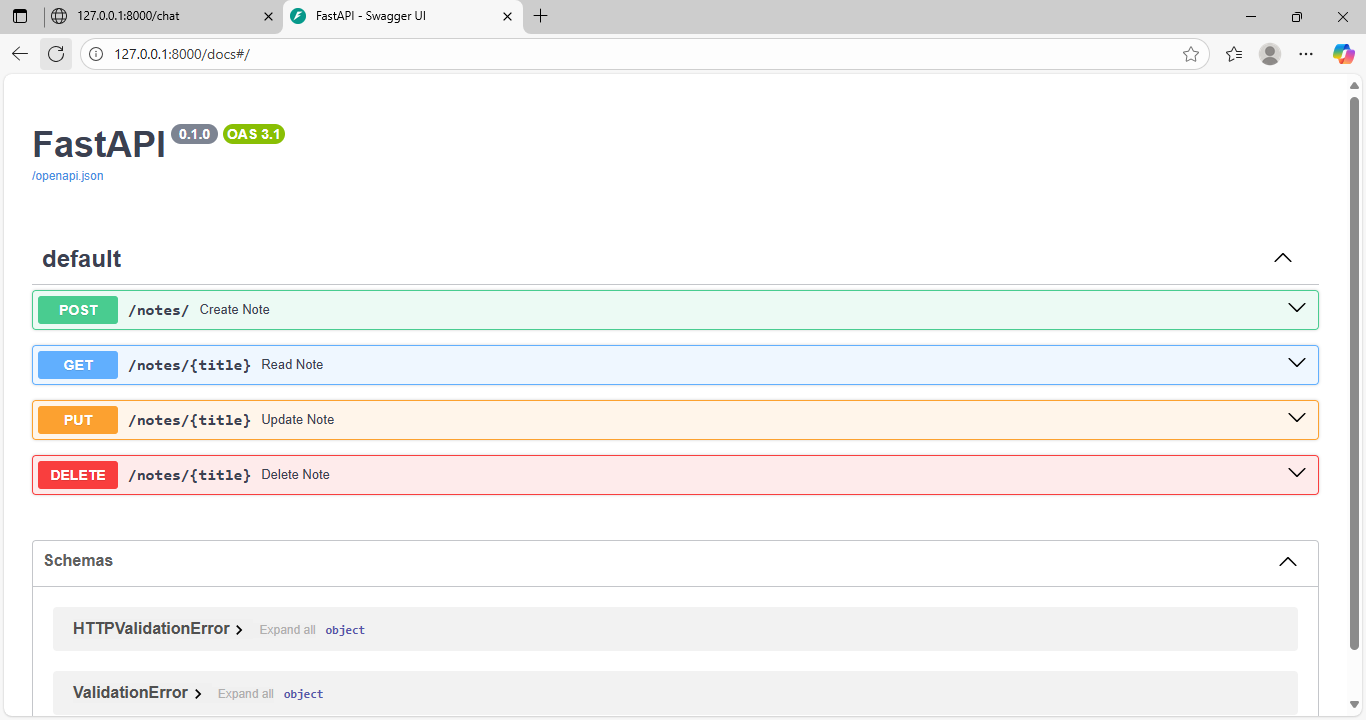 127.0.0.1:8000/chat
FastAPI - Swagger UI
127.0.0.1:8000/docs#/
FastAPI 0.1.0 OAS 3.1
/openapi.json
default
POST /notes/ Create Note
GET /notes/{title} Read Note
PUT /notes/{title} Update Note
DELETE /notes/{title} Delete Note
Schemas
HTTPValidationError Expand all object
ValidationError Expand all object